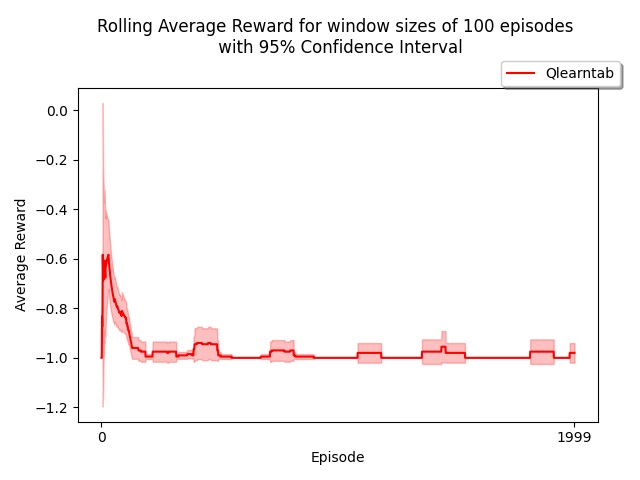 Rolling Average Reward for window sizes of 100 episodes
with 95% Confidence Interval
Qlearntab
0.0
−0.2
−0.4
−0.6
−0.8
−1.0
−1.2
Average Reward
0
1999
Episode